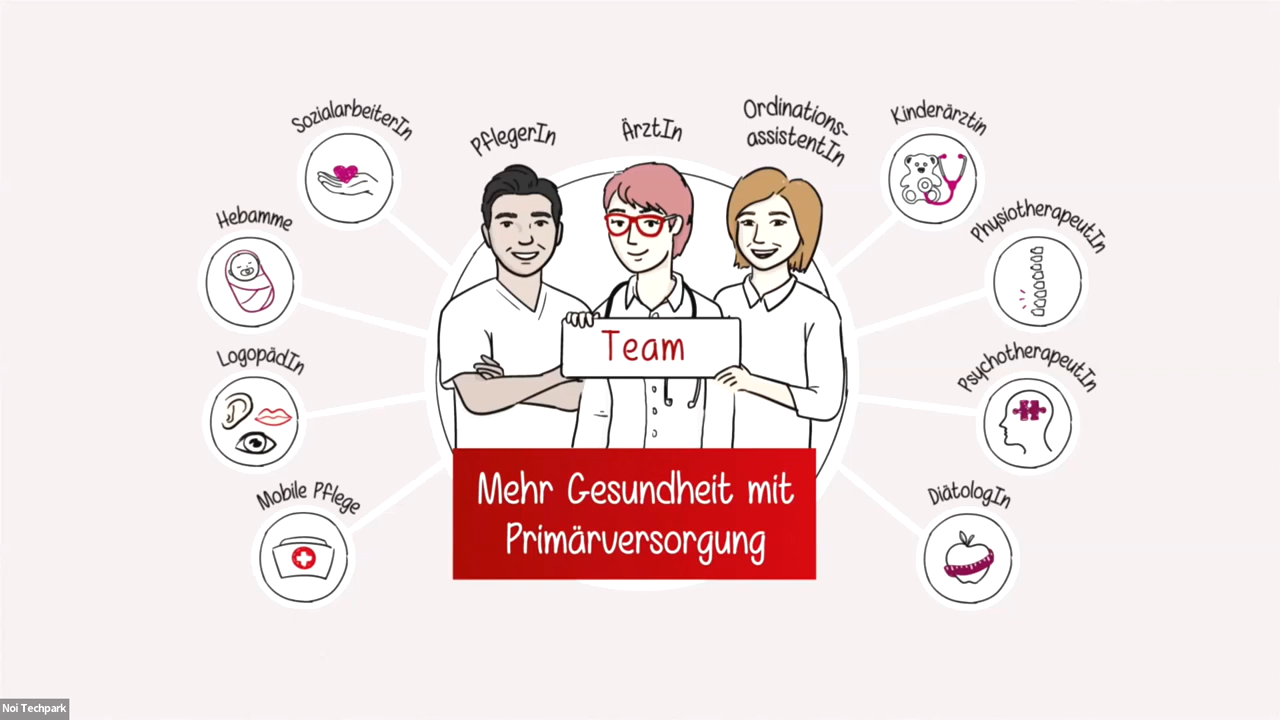 SozialarbeiterIn
PflegerIn
ÄrztIn
Ordinations-
assistentIn
Kinderärztin
Hebamme
PhysiotherapeutIn
LogopädIn
Team
PsychotherapeutIn
Mobile Pflege
Mehr Gesundheit mit
Primärversorgung
DiätologIn
Noi Techpark